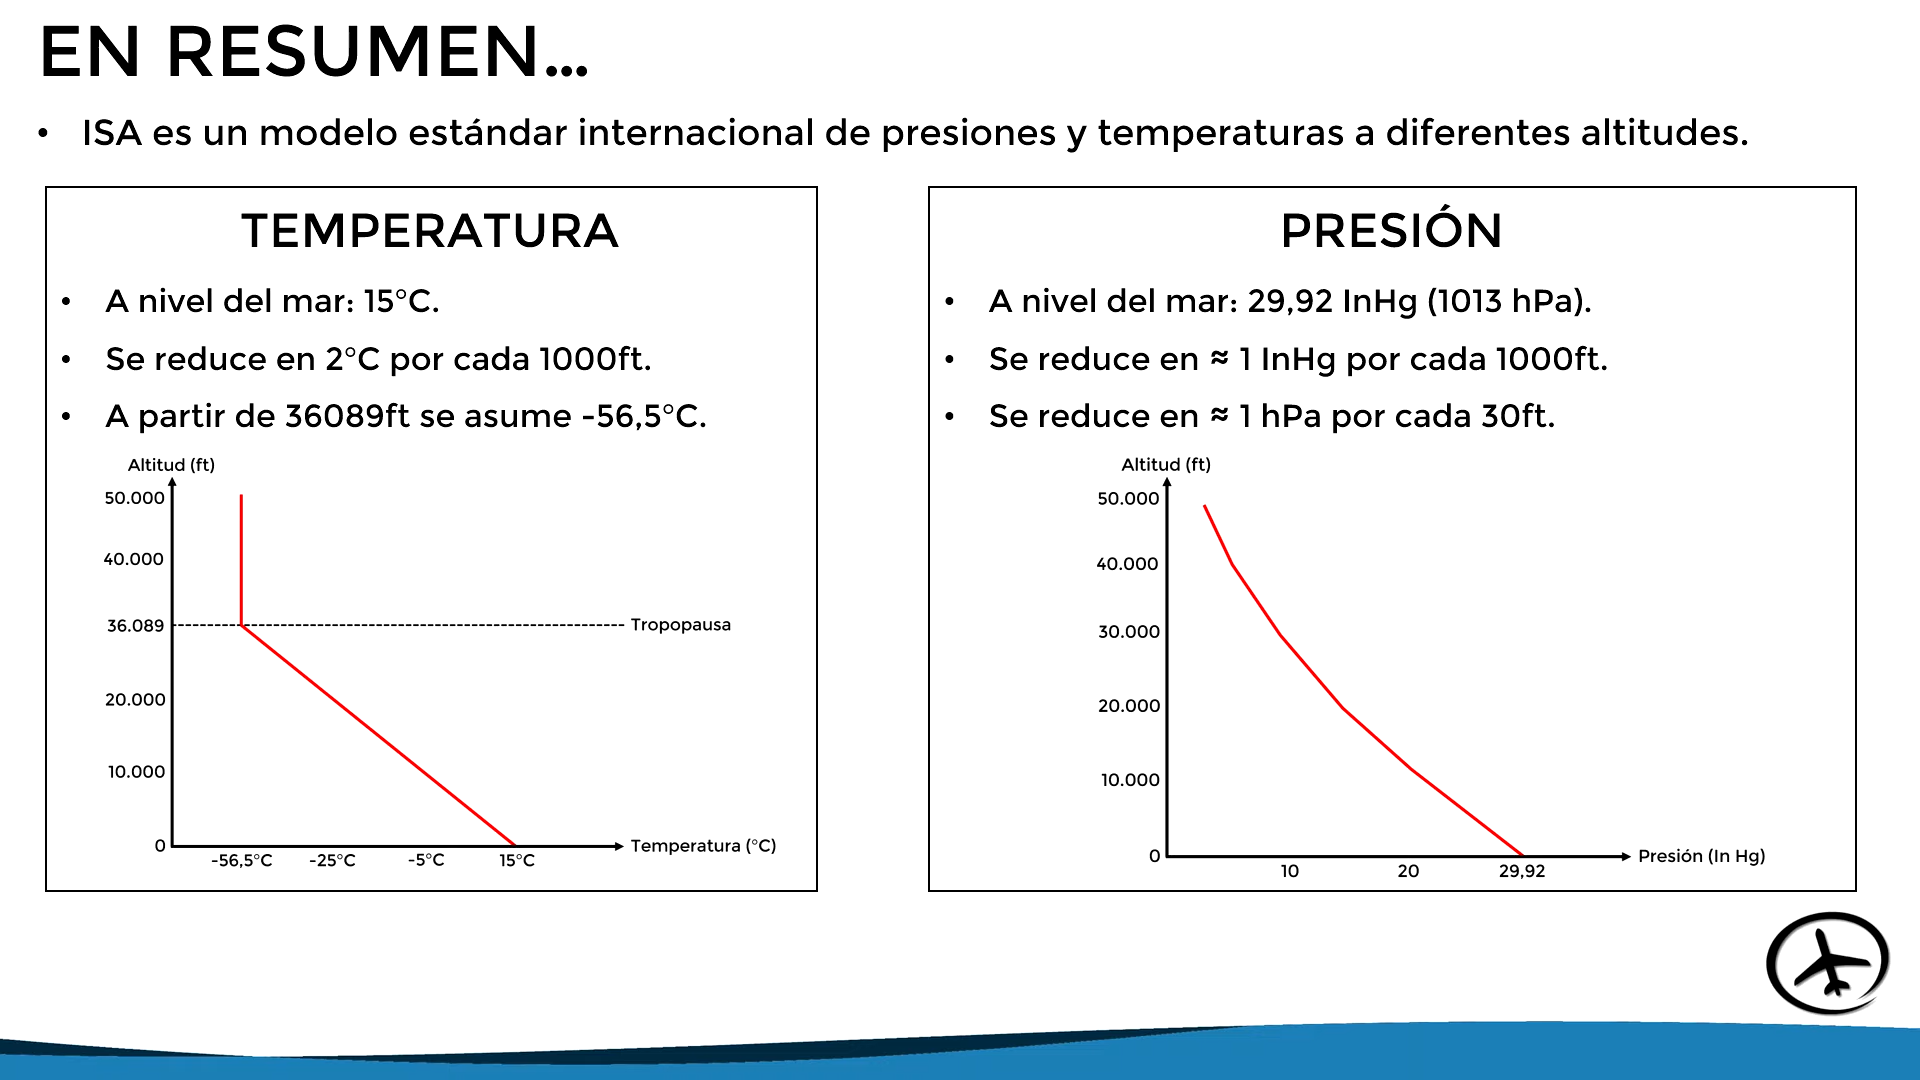 EN RESUMEN...
• ISA es un modelo estándar internacional de presiones y temperaturas a diferentes altitudes.
TEMPERATURA
• A nivel del mar: 15°C.
• Se reduce en 2°C por cada 1000ft.
• A partir de 36089ft se asume -56,5°C.
Altitud (ft)
50.000
40.000
36.089
Tropopausa
20.000
10.000
0
Temperatura (°C)
-56,5°C -25°C -5°C 15°C
PRESIÓN
• A nivel del mar: 29,92 InHg (1013 hPa).
• Se reduce en ≈ 1 InHg por cada 1000ft.
• Se reduce en ≈ 1 hPa por cada 30ft.
Altitud (ft)
50.000
40.000
30.000
20.000
10.000
0
Presión (In Hg)
10 20 29,92